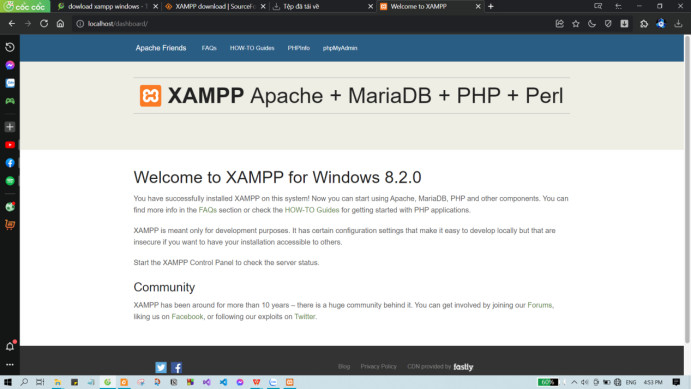 cốc cốc
dowload xampp windows - T
XAMPP download | SourceFo
Tệp đã tải về
Welcome to XAMPP
localhost/dashboard/
Apache Friends
FAQs
HOW-TO Guides
PHPInfo
phpMyAdmin
XAMPP Apache + MariaDB + PHP + Perl
Welcome to XAMPP for Windows 8.2.0
You have successfully installed XAMPP on this system! Now you can start using Apache, MariaDB, PHP and other components. You can
find more info in the FAQs section or check the HOW-TO Guides for getting started with PHP applications.
XAMPP is meant only for development purposes. It has certain configuration settings that make it easy to develop locally but that are
insecure if you want to have your installation accessible to others.
Start the XAMPP Control Panel to check the server status.
Community
XAMPP has been around for more than 10 years – there is a huge community behind it. You can get involved by joining our Forums,
liking us on Facebook, or following our exploits on Twitter.
Blog
Privacy Policy
CDN provided by fastly
60%
ENG
4:53 PM